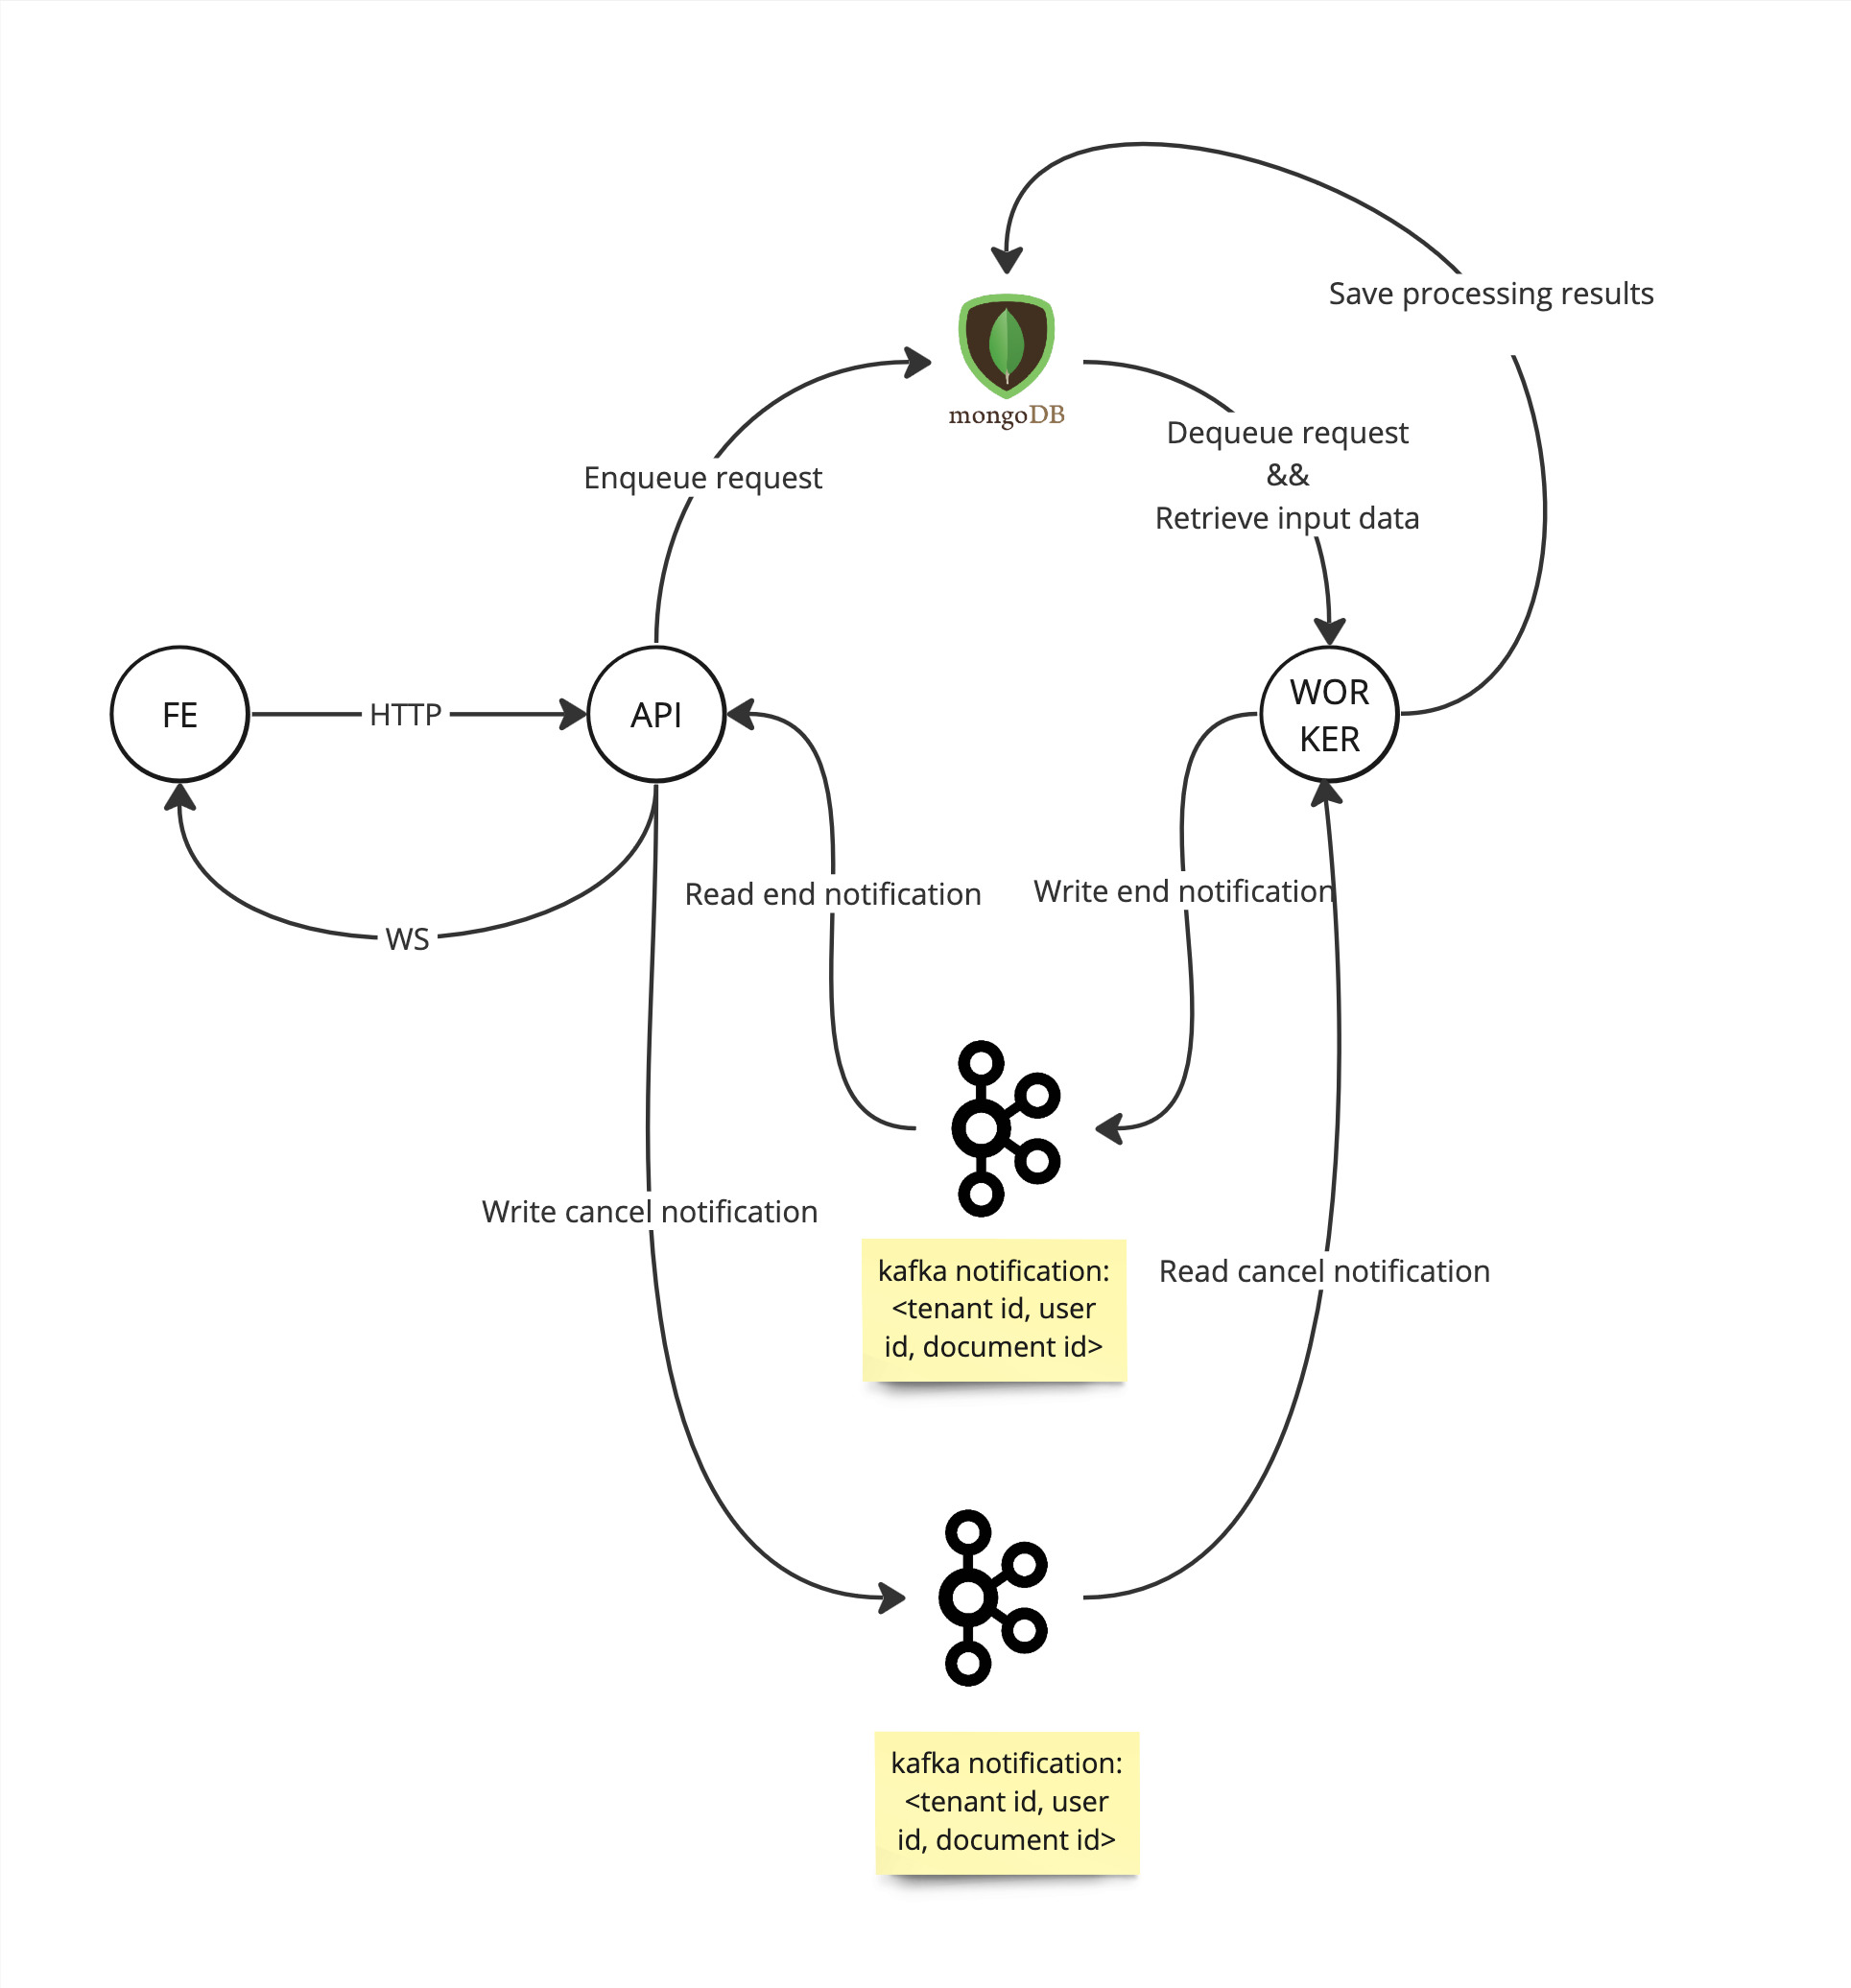 Save processing results
mongoDB
Dequeue request
&&
Retrieve input data
Enqueue request
FE
HTTP
API
WOR
KER
Read end notification
Write end notification
WS
Write cancel notification
kafka notification:
<tenant id, user
id, document id>
Read cancel notification
kafka notification:
<tenant id, user
id, document id>